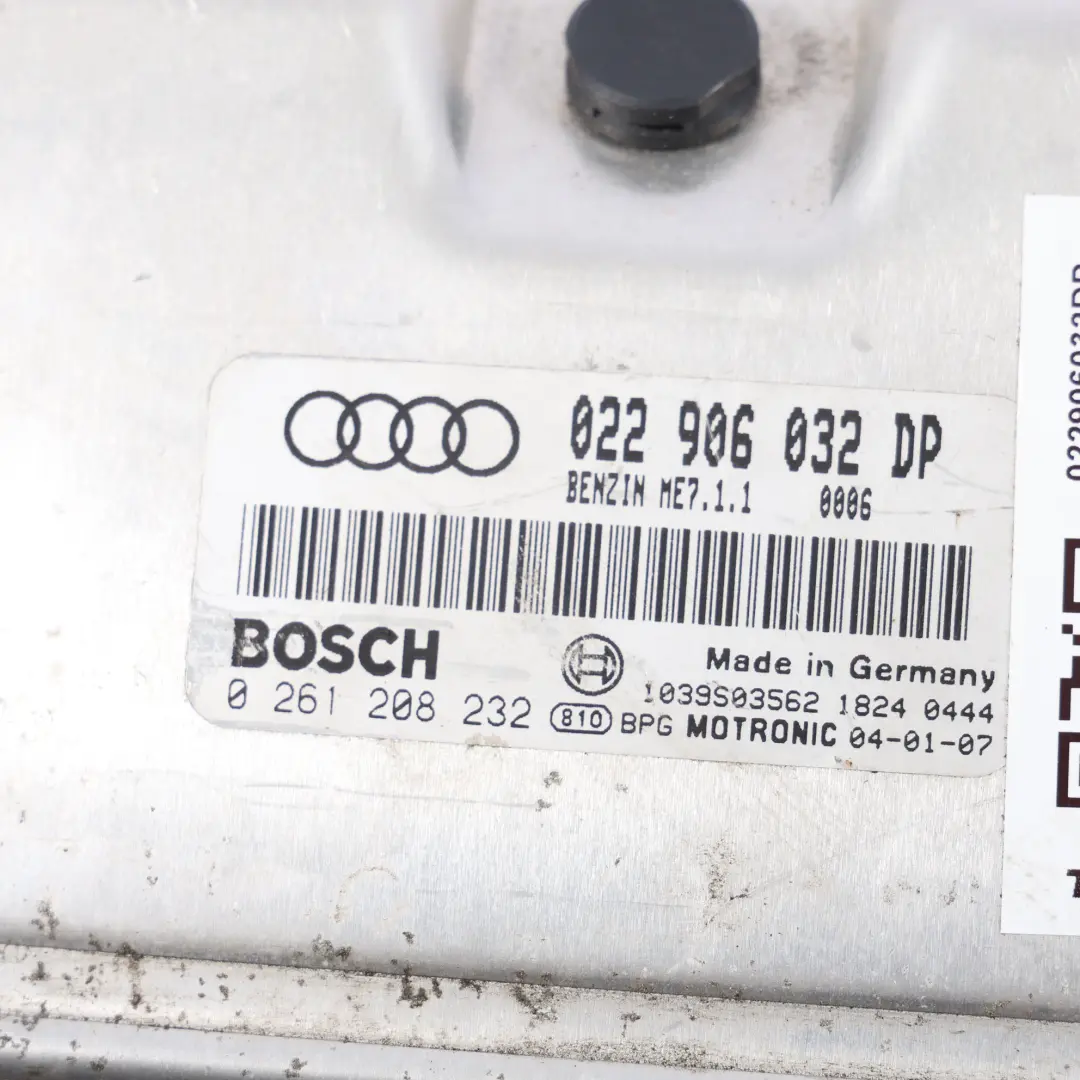 022 906 032 DP
BENZIN ME7.1.1 0006
BOSCH
Made in Germany
0 261 208 232
1039S03562 1824 0444
810 BPG MOTRONIC 04-01-07